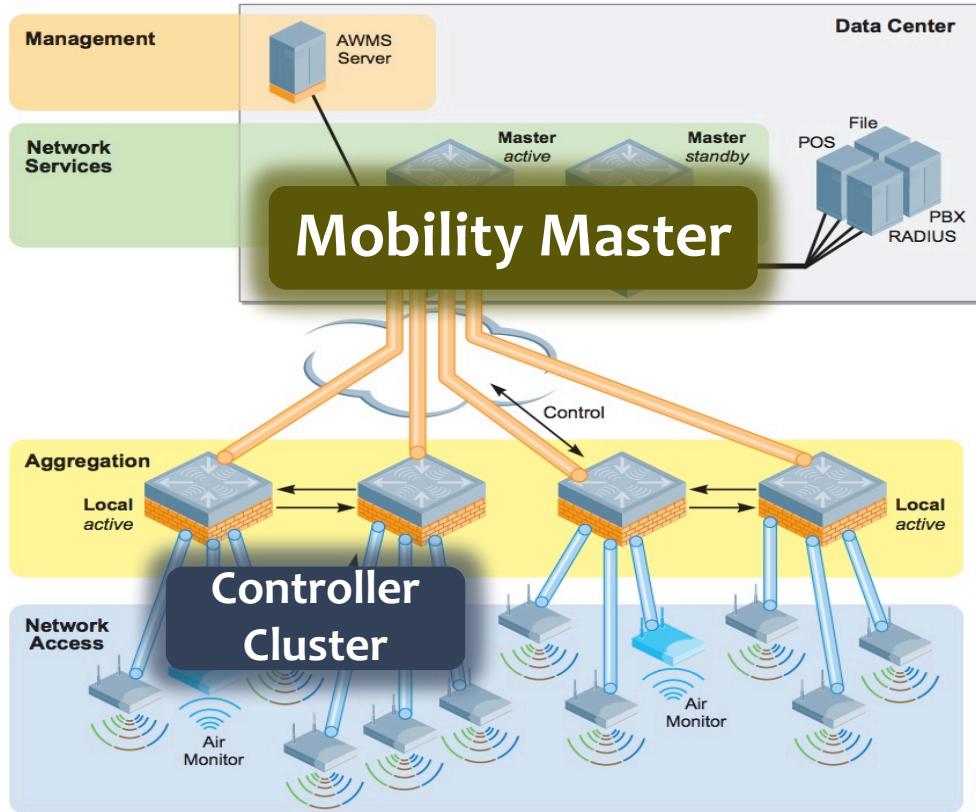 Management
AWMS
Server
Data Center
Network
Services
Master
active
Master
standby
File
POS
PBX
RADIUS
Mobility Master
Control
Aggregation
Local
active
Local
active
Controller
Cluster
Network
Access
Air
Monitor
Air
Monitor